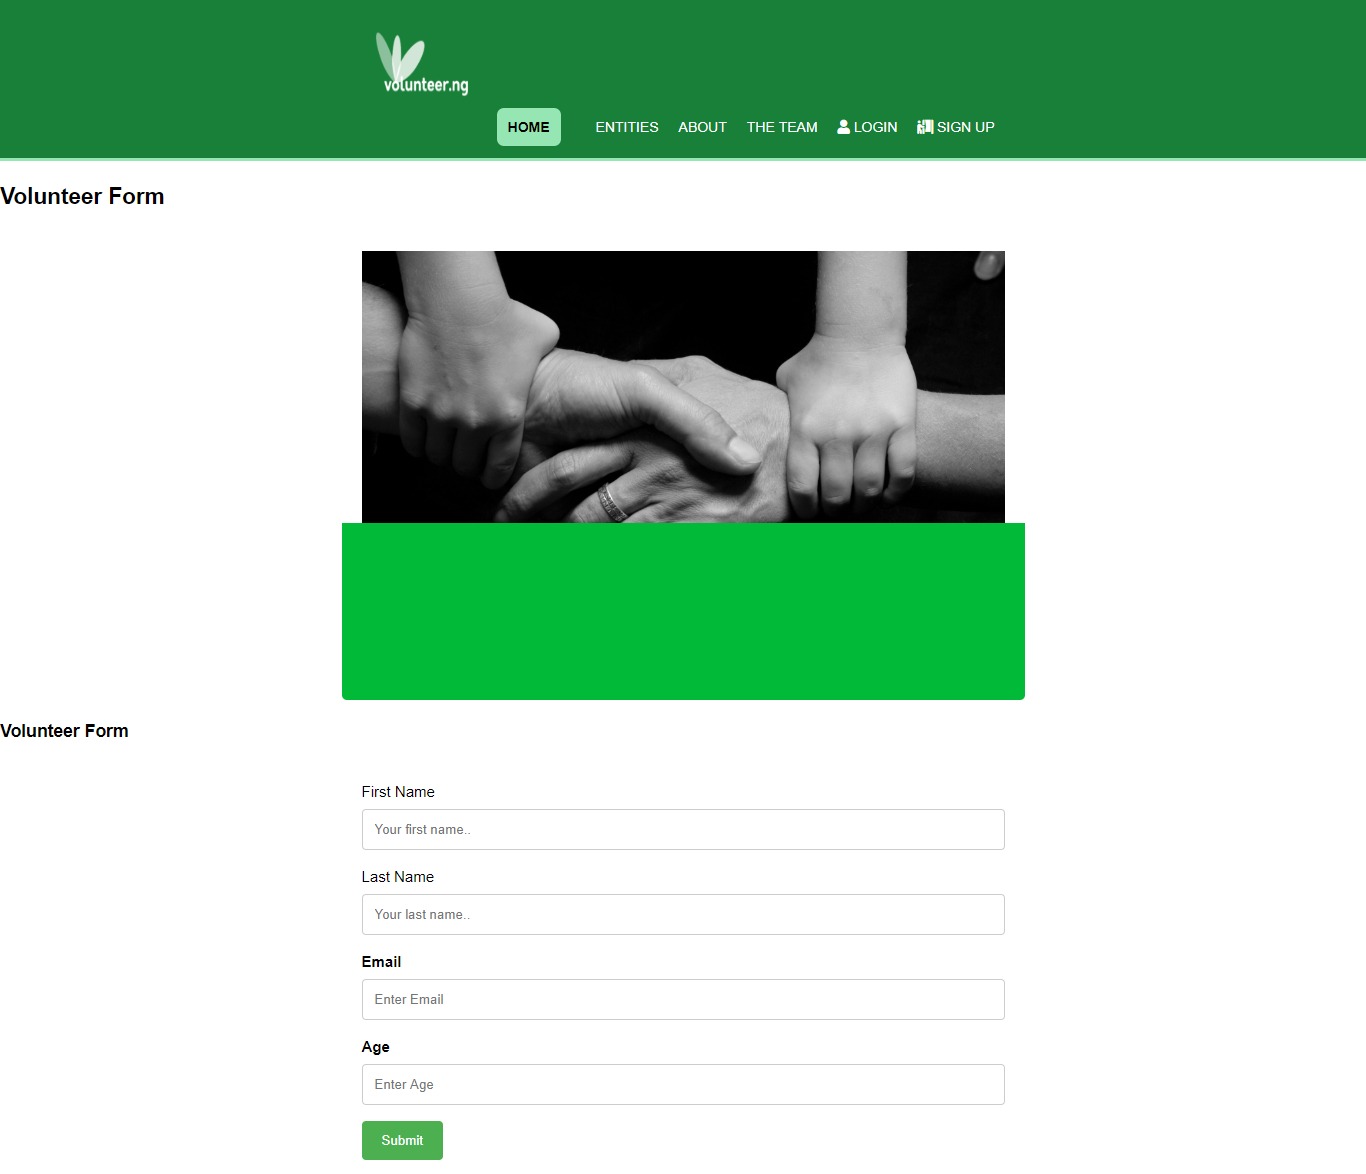 volunteer.ng
HOME ENTITIES ABOUT THE TEAM LOGIN SIGN UP
Volunteer Form
Volunteer Form
First Name
Your first name..
Last Name
Your last name..
Email
Enter Email
Age
Enter Age
Submit